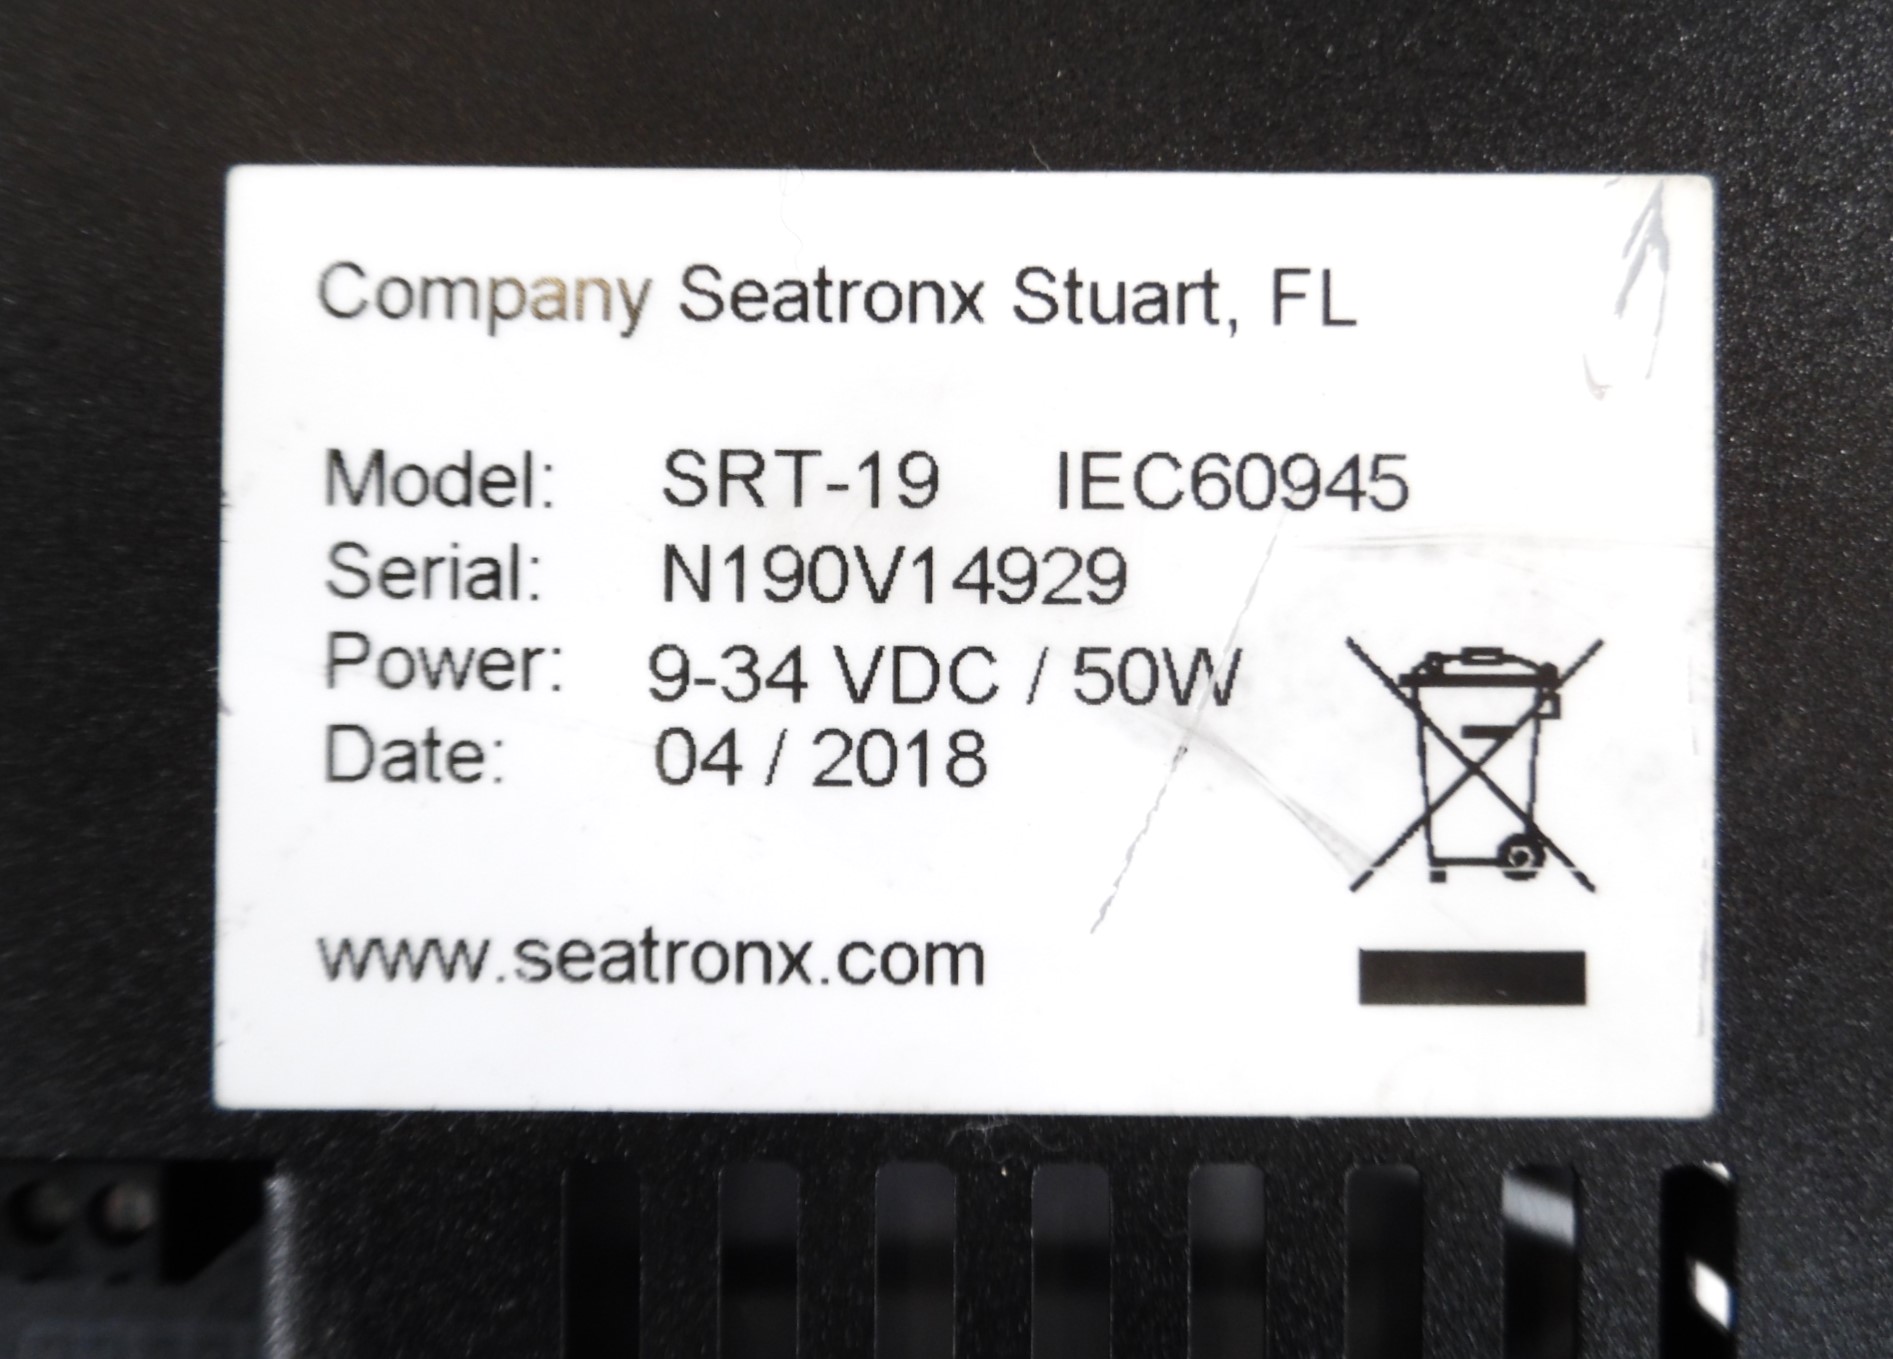 Company Seatronx Stuart, FL
Model: SRT-19 IEC60945
Serial: N190V14929
Power: 9-34 VDC / 50W
Date: 04 / 2018
www.seatronx.com